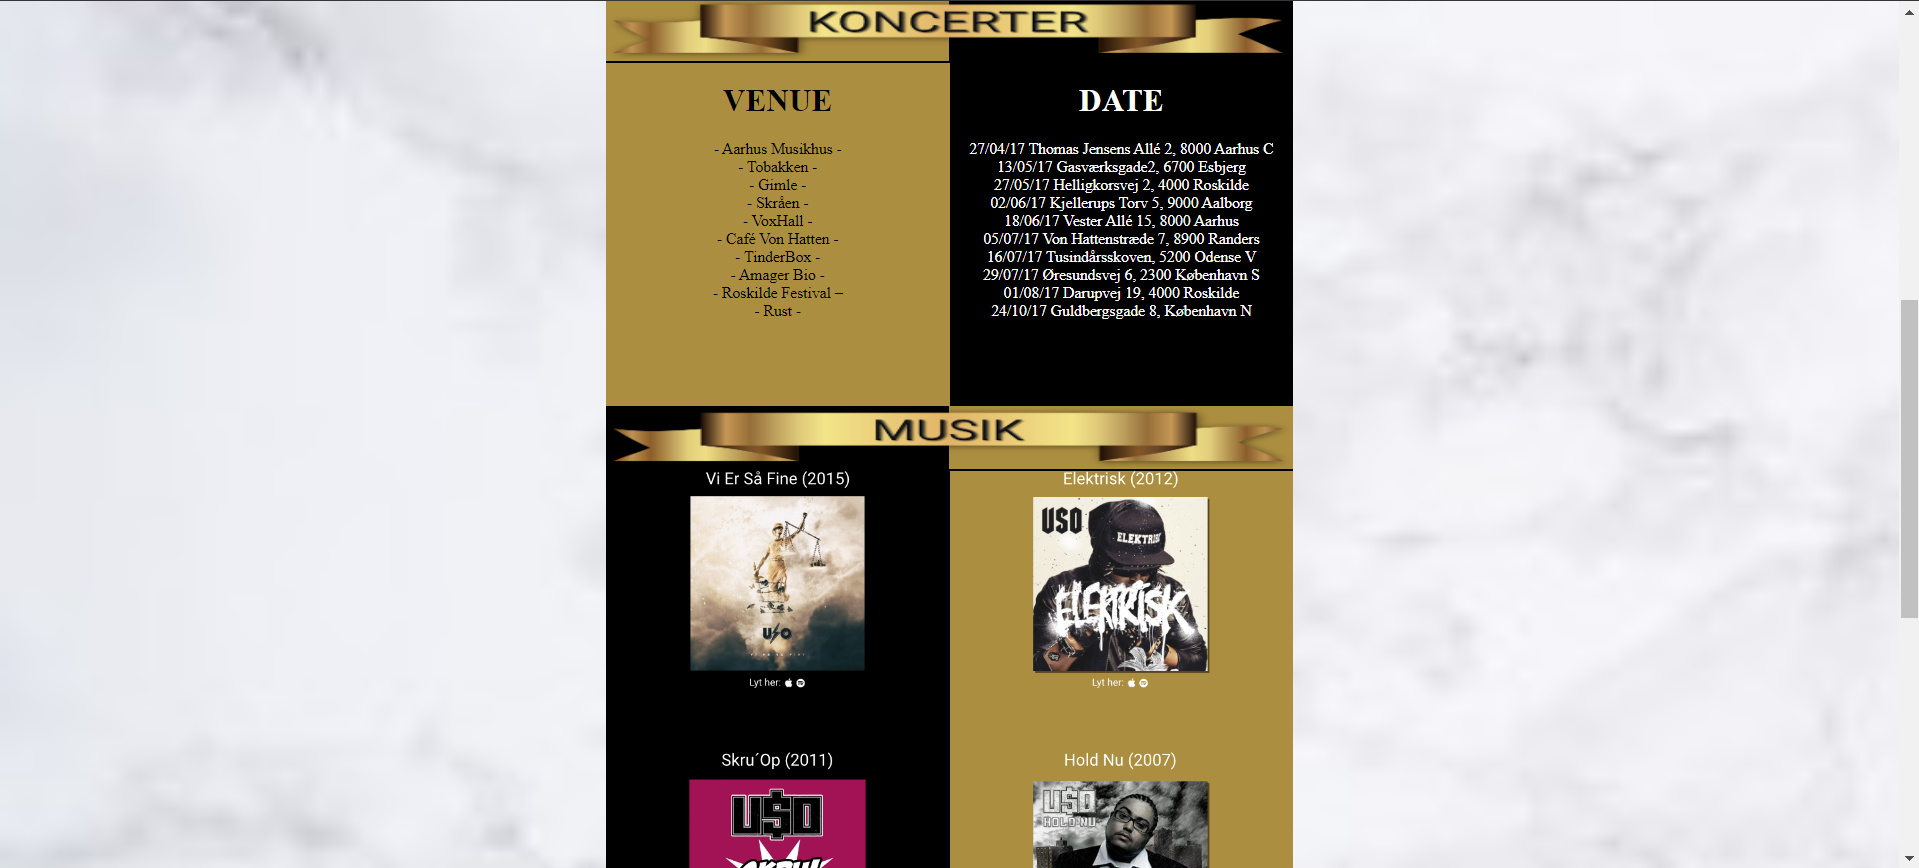 KONCERTER
VENUE
- Aarhus Musikhus -
- Tobakken -
- Gimle -
- Skråen -
- VoxHall -
- Café Von Hatten -
- TinderBox -
- Amager Bio -
- Roskilde Festival –
- Rust -
DATE
27/04/17 Thomas Jensens Allé 2, 8000 Aarhus C
13/05/17 Gasværksgade2, 6700 Esbjerg
27/05/17 Helligkorsvej 2, 4000 Roskilde
02/06/17 Kjellerups Torv 5, 9000 Aalborg
18/06/17 Vester Allé 15, 8000 Aarhus
05/07/17 Von Hattenstræde 7, 8900 Randers
16/07/17 Tusindårsskoven, 5200 Odense V
29/07/17 Øresundsvej 6, 2300 København S
01/08/17 Darupvej 19, 4000 Roskilde
24/10/17 Guldbergsgade 8, København N
MUSIK
Vi Er Så Fine (2015)
USO
Lyt her:
Elektrisk (2012)
USO
ELEKTRISK
ELEKTRISK
Lyt her:
Skru´Op (2011)
U$O
Hold Nu (2007)
U$O
HOLD NU